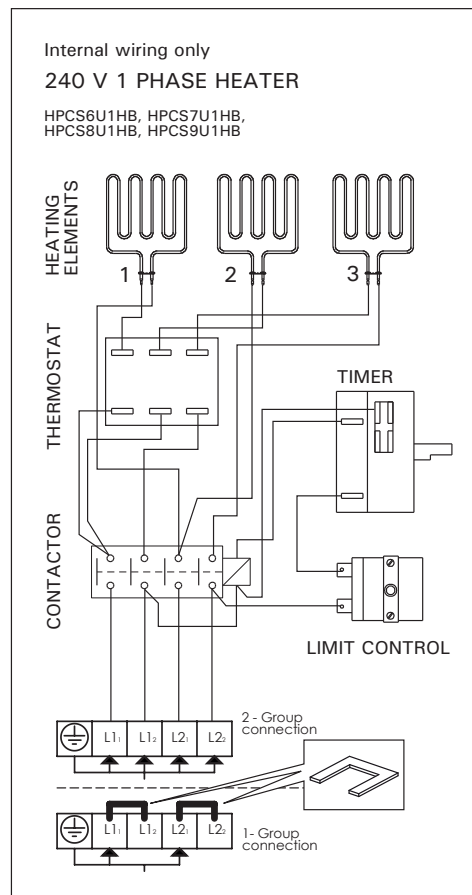 Internal wiring only
240 V 1 PHASE HEATER
HPCS6U1HB, HPCS7U1HB,
HPCS8U1HB, HPCS9U1HB
HEATING
ELEMENTS
1
2
3
THERMOSTAT
TIMER
CONTACTOR
LIMIT CONTROL
2 - Group
connection
L1₁ L1₂ L2₁ L2₂
L1₁ L1₂ L2₁ L2₂
1- Group
connection